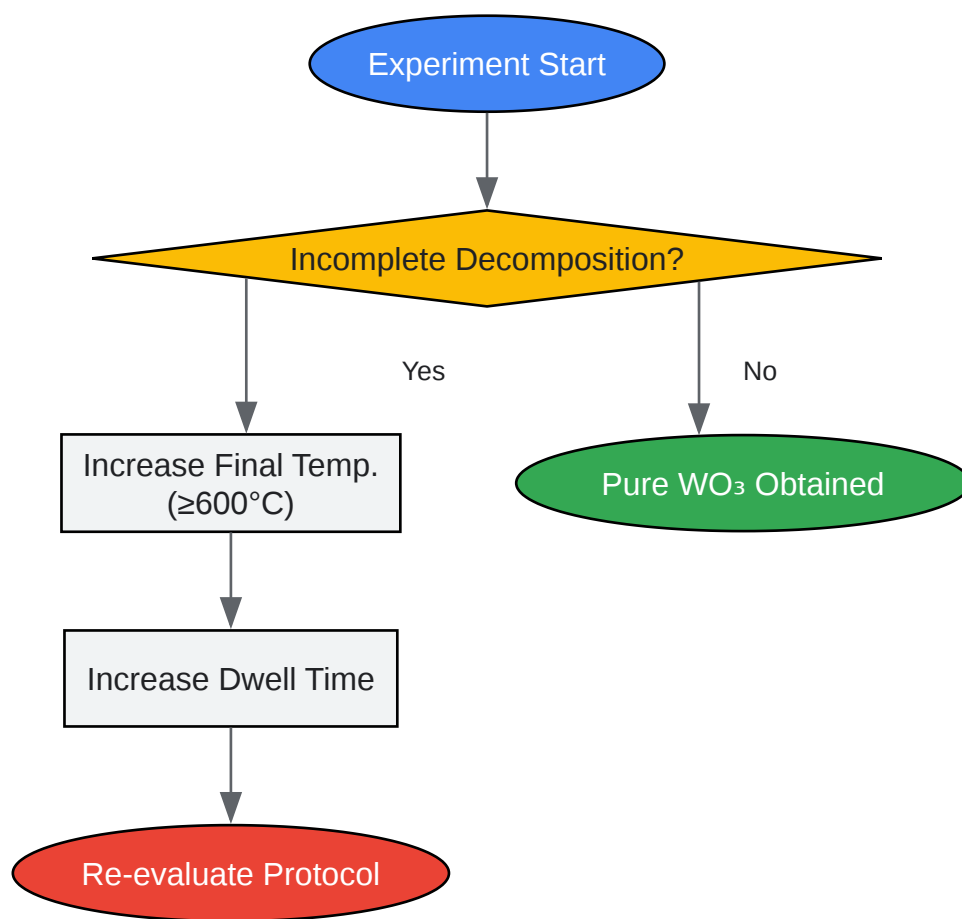 Experiment Start
Incomplete Decomposition?
Yes
No
Increase Final Temp.
(≥600°C)
Pure WO₃ Obtained
Increase Dwell Time
Re-evaluate Protocol